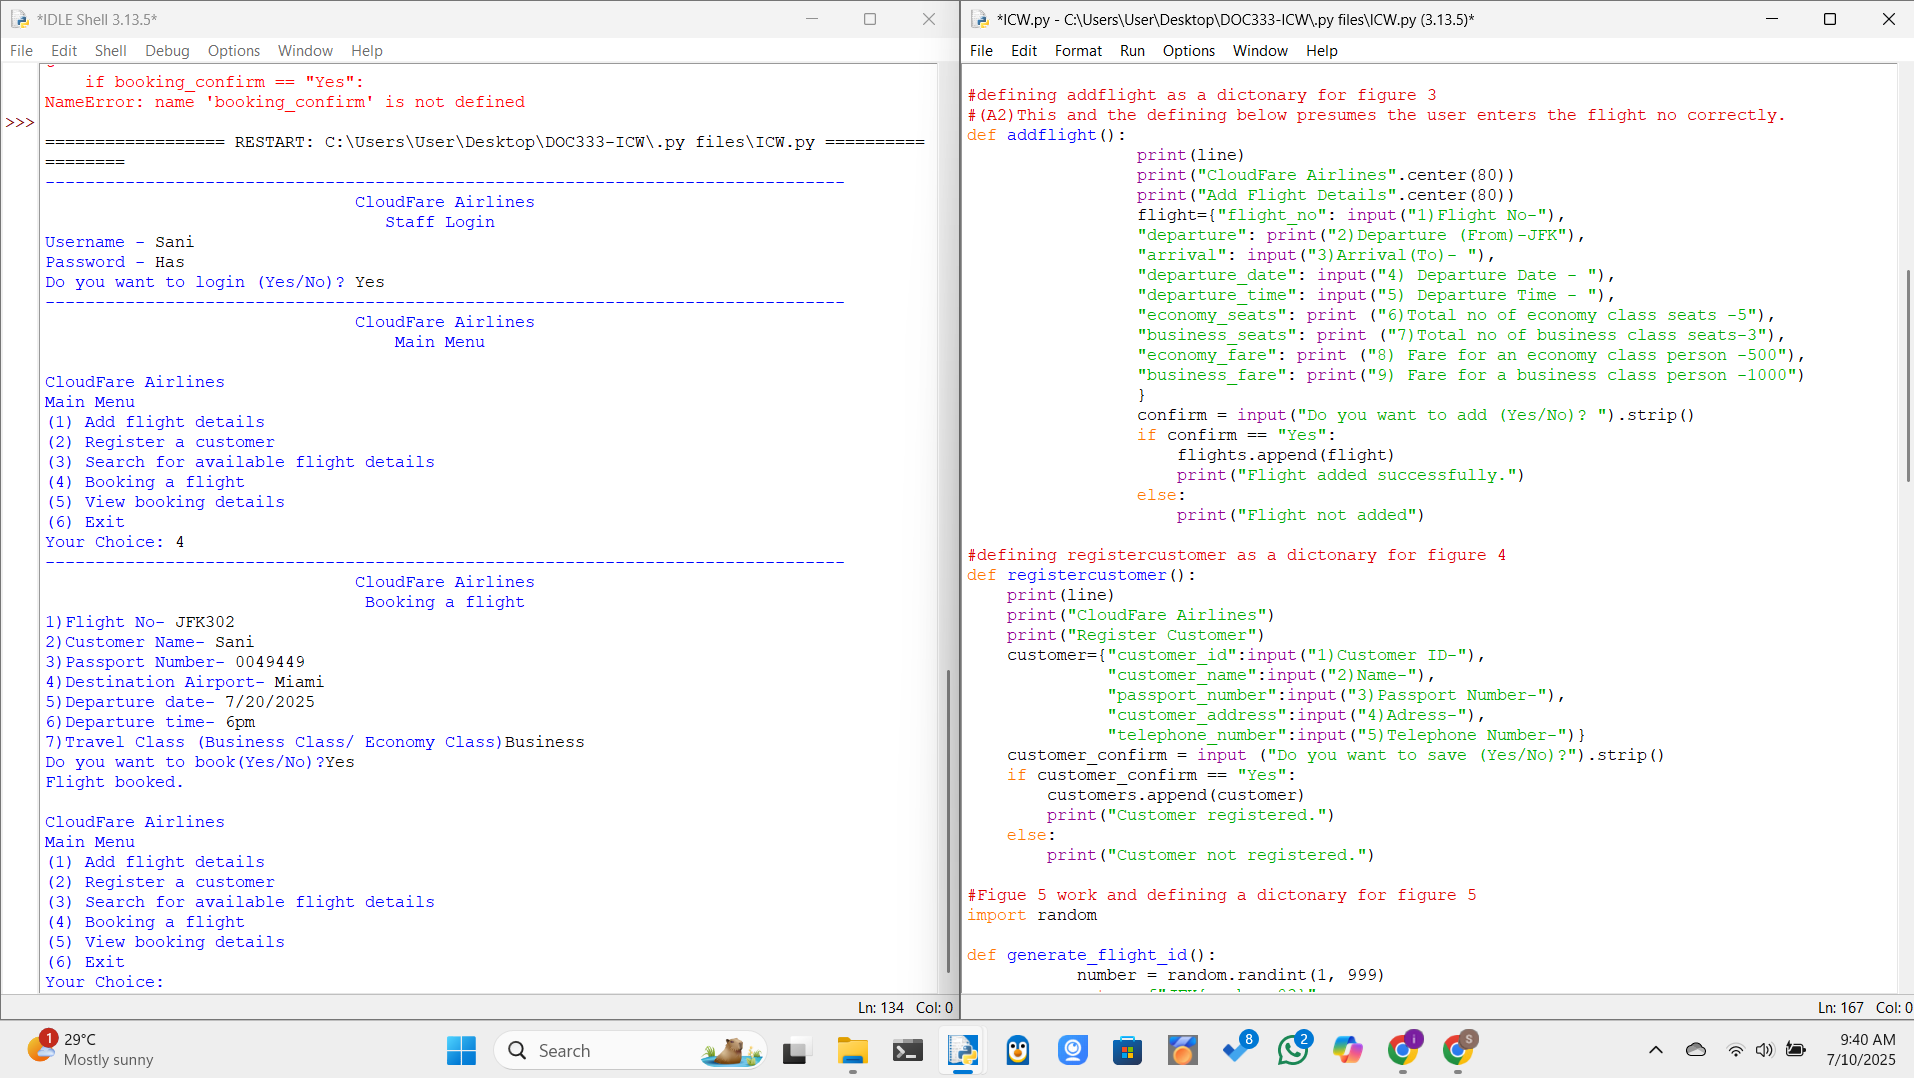 *IDLE Shell 3.13.5*
File Edit Shell Debug Options Window Help
    if booking_confirm == "Yes":
NameError: name 'booking_confirm' is not defined
>>>
================== RESTART: C:\Users\User\Desktop\DOC333-ICW\.py files\ICW.py ==========
========
--------------------------------------------------------------------------------
CloudFare Airlines
Staff Login
Username - Sani
Password - Has
Do you want to login (Yes/No)? Yes
--------------------------------------------------------------------------------
CloudFare Airlines
Main Menu
CloudFare Airlines
Main Menu
(1) Add flight details
(2) Register a customer
(3) Search for available flight details
(4) Booking a flight
(5) View booking details
(6) Exit
Your Choice: 4
--------------------------------------------------------------------------------
CloudFare Airlines
Booking a flight
1)Flight No- JFK302
2)Customer Name- Sani
3)Passport Number- 0049449
4)Destination Airport- Miami
5)Departure date- 7/20/2025
6)Departure time- 6pm
7)Travel Class (Business Class/ Economy Class)Business
Do you want to book(Yes/No)?Yes
Flight booked.
CloudFare Airlines
Main Menu
(1) Add flight details
(2) Register a customer
(3) Search for available flight details
(4) Booking a flight
(5) View booking details
(6) Exit
Your Choice:
Ln: 134 Col: 0
*ICW.py - C:\Users\User\Desktop\DOC333-ICW\.py files\ICW.py (3.13.5)*
File Edit Format Run Options Window Help
#defining addflight as a dictonary for figure 3
#(A2)This and the defining below presumes the user enters the flight no correctly.
def addflight():
                 print(line)
                 print("CloudFare Airlines".center(80))
                 print("Add Flight Details".center(80))
                 flight={"flight_no": input("1)Flight No-"),
                 "departure": print("2)Departure (From)-JFK"),
                 "arrival": input("3)Arrival(To)- "),
                 "departure_date": input("4) Departure Date - "),
                 "departure_time": input("5) Departure Time - "),
                 "economy_seats": print ("6)Total no of economy class seats -5"),
                 "business_seats": print ("7)Total no of business class seats-3"),
                 "economy_fare": print ("8) Fare for an economy class person -500"),
                 "business_fare": print("9) Fare for a business class person -1000")
                 }
                 confirm = input("Do you want to add (Yes/No)? ").strip()
                 if confirm == "Yes":
                     flights.append(flight)
                     print("Flight added successfully.")
                 else:
                     print("Flight not added")
#defining registercustomer as a dictonary for figure 4
def registercustomer():
    print(line)
    print("CloudFare Airlines")
    print("Register Customer")
    customer={"customer_id":input("1)Customer ID-"),
              "customer_name":input("2)Name-"),
              "passport_number":input("3)Passport Number-"),
              "customer_address":input("4)Adress-"),
              "telephone_number":input("5)Telephone Number-")}
    customer_confirm = input ("Do you want to save (Yes/No)?").strip()
    if customer_confirm == "Yes":
        customers.append(customer)
        print("Customer registered.")
    else:
        print("Customer not registered.")
#Figue 5 work and defining a dictonary for figure 5
import random
def generate_flight_id():
           number = random.randint(1, 999)
Ln: 167 Col: 0
1
29°C
Mostly sunny
Search
8
2
i
S
9:40 AM
7/10/2025